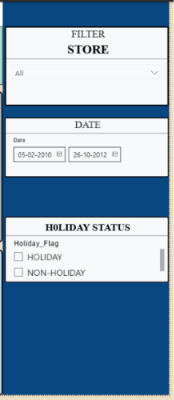 FILTER
STORE
All
DATE
Date
05-02-2010 26-10-2012
H0LIDAY STATUS
Holiday_Flag
HOLIDAY
NON-HOLIDAY